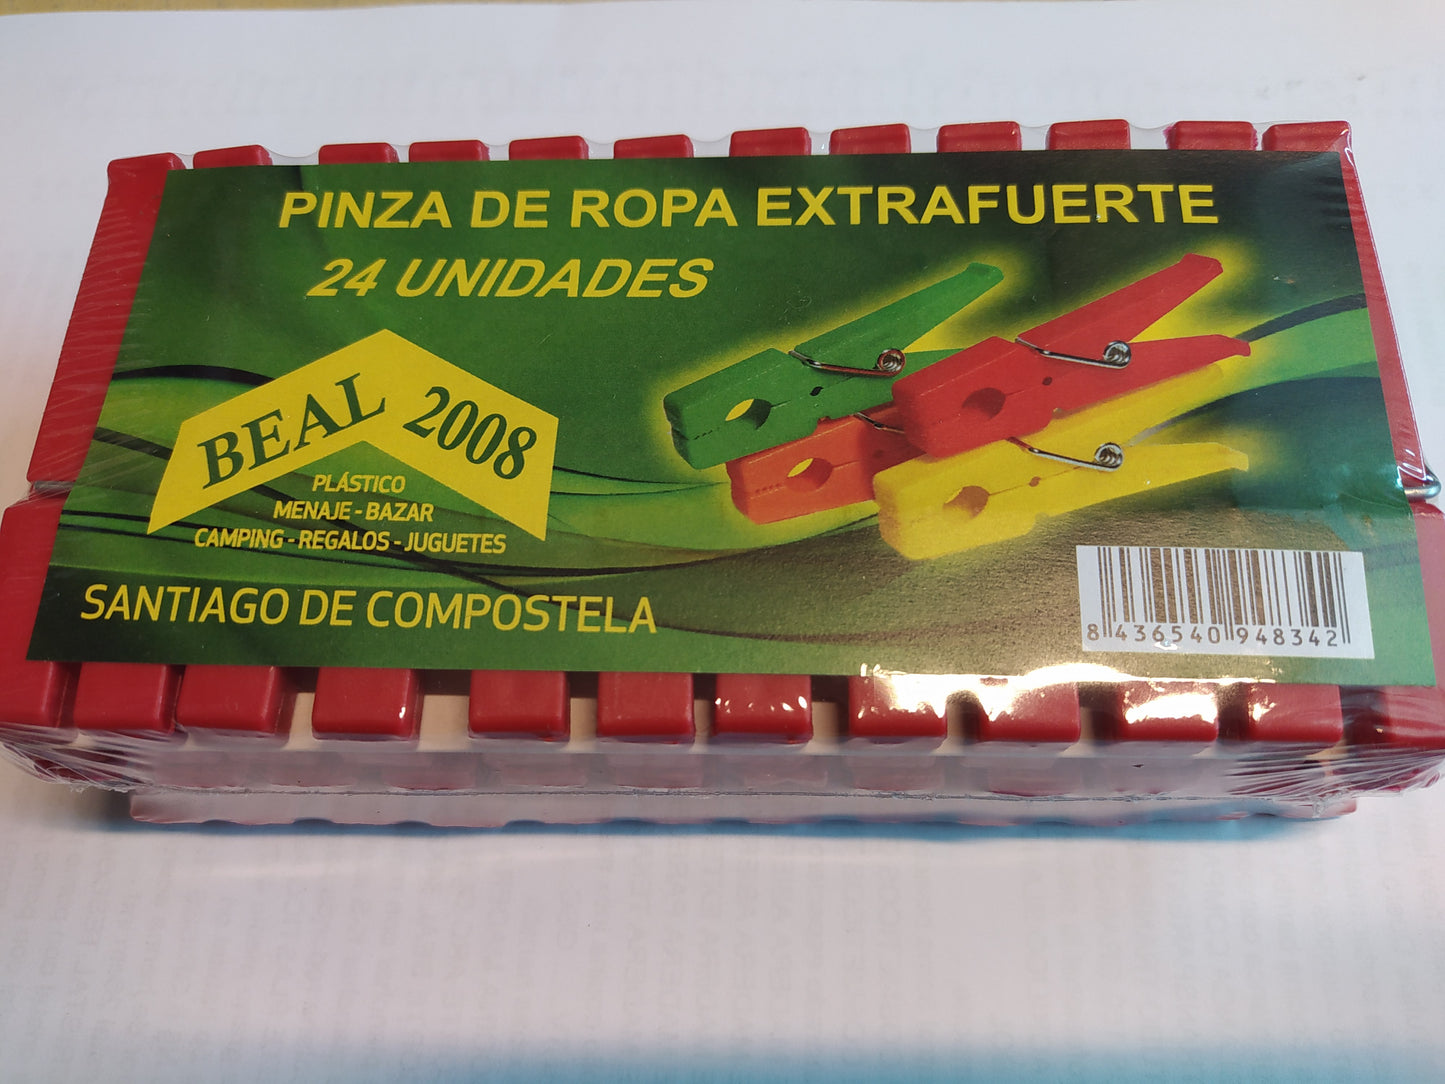 PINZA DE ROPA EXTRAFUERTE
24 UNIDADES
BEAL 2008
PLÁSTICO
MENAJE - BAZAR
CAMPING - REGALOS - JUGUETES
SANTIAGO DE COMPOSTELA
8 436540 948342